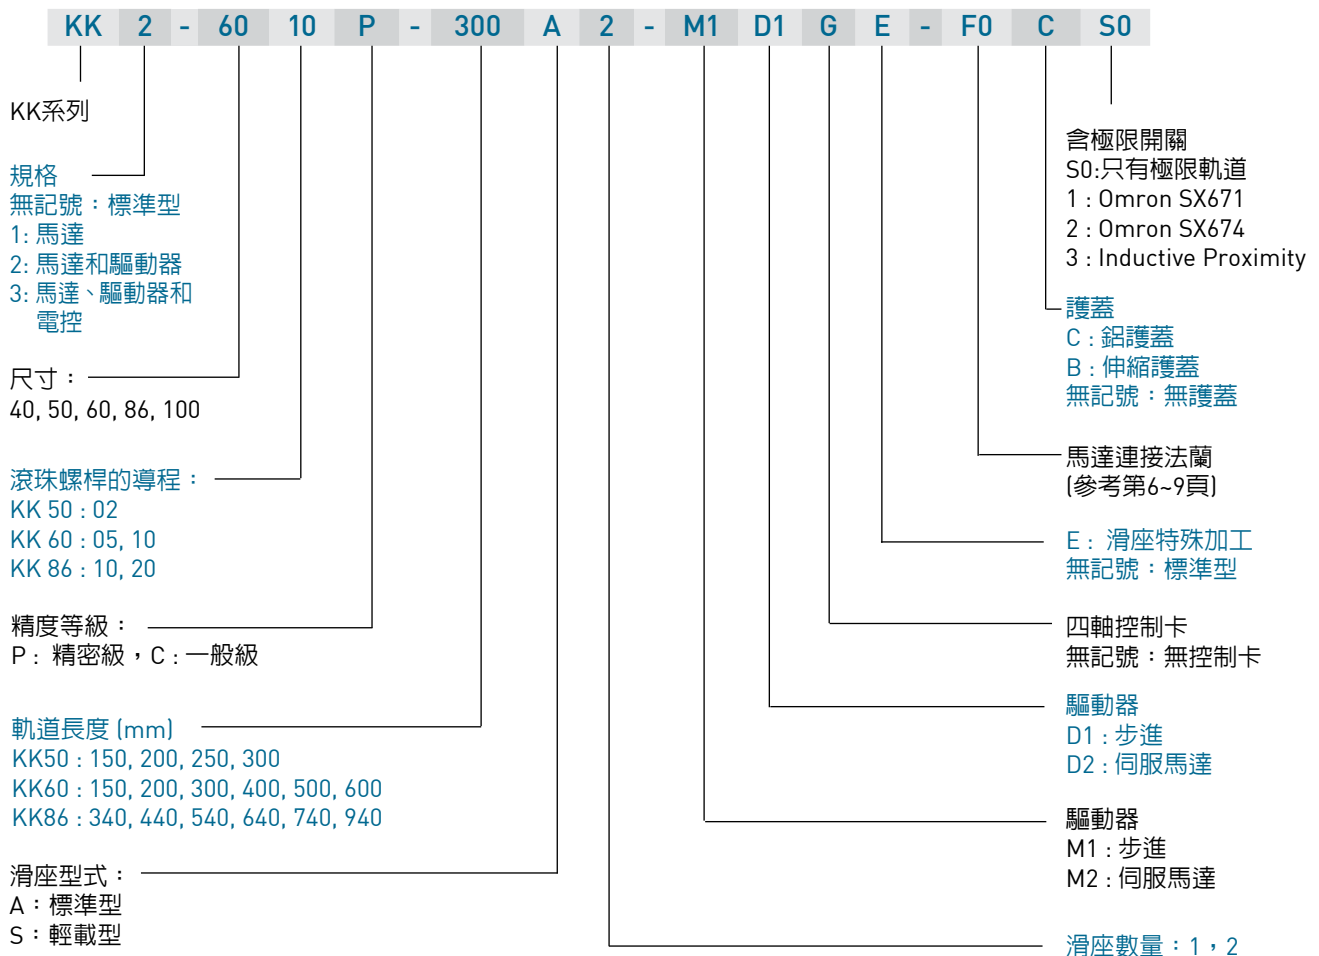 KK 2 - 60 10 P - 300 A 2 - M1 D1 G E - F0 C S0
KK系列
規格
無記號：標準型
1: 馬達
2: 馬達和驅動器
3: 馬達、驅動器和
電控
尺寸：
40, 50, 60, 86, 100
滾珠螺桿的導程：
KK 50 : 02
KK 60 : 05, 10
KK 86 : 10, 20
精度等級：
P : 精密級，C : 一般級
軌道長度 (mm)
KK50 : 150, 200, 250, 300
KK60 : 150, 200, 300, 400, 500, 600
KK86 : 340, 440, 540, 640, 740, 940
滑座型式：
A：標準型
S：輕載型
含極限開關
S0:只有極限軌道
1 : Omron SX671
2 : Omron SX674
3 : Inductive Proximity
護蓋
C : 鋁護蓋
B : 伸縮護蓋
無記號：無護蓋
馬達連接法蘭
(參考第6~9頁)
E : 滑座特殊加工
無記號：標準型
四軸控制卡
無記號：無控制卡
驅動器
D1 : 步進
D2 : 伺服馬達
驅動器
M1 : 步進
M2 : 伺服馬達
滑座數量：1，2